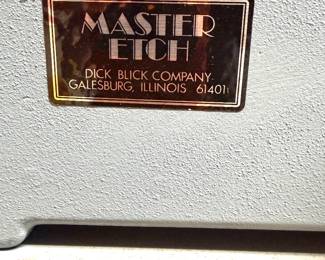 MASTER
ETCH
DICK BLICK COMPANY
GALESBURG, ILLINOIS 61401